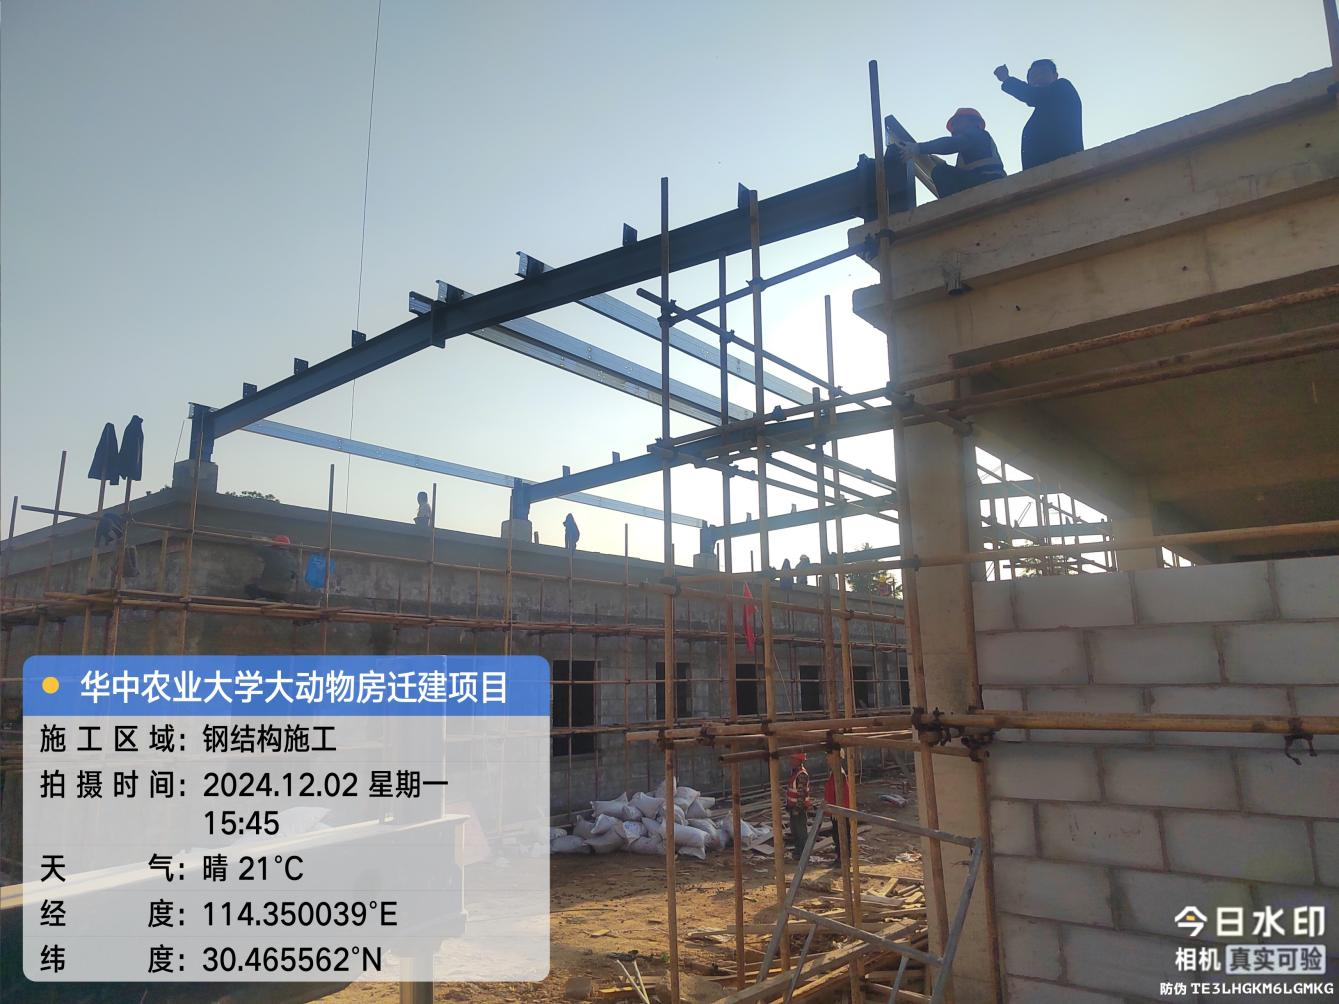 华中农业大学大动物房迁建项目
施工区域：钢结构施工
拍摄时间：2024.12.02 星期一
15:45
天气：晴 21°C
经度：114.350039°E
纬度：30.465562°N
今日水印
相机 真实可验
防伪 TE3LHGKM6LGMKG